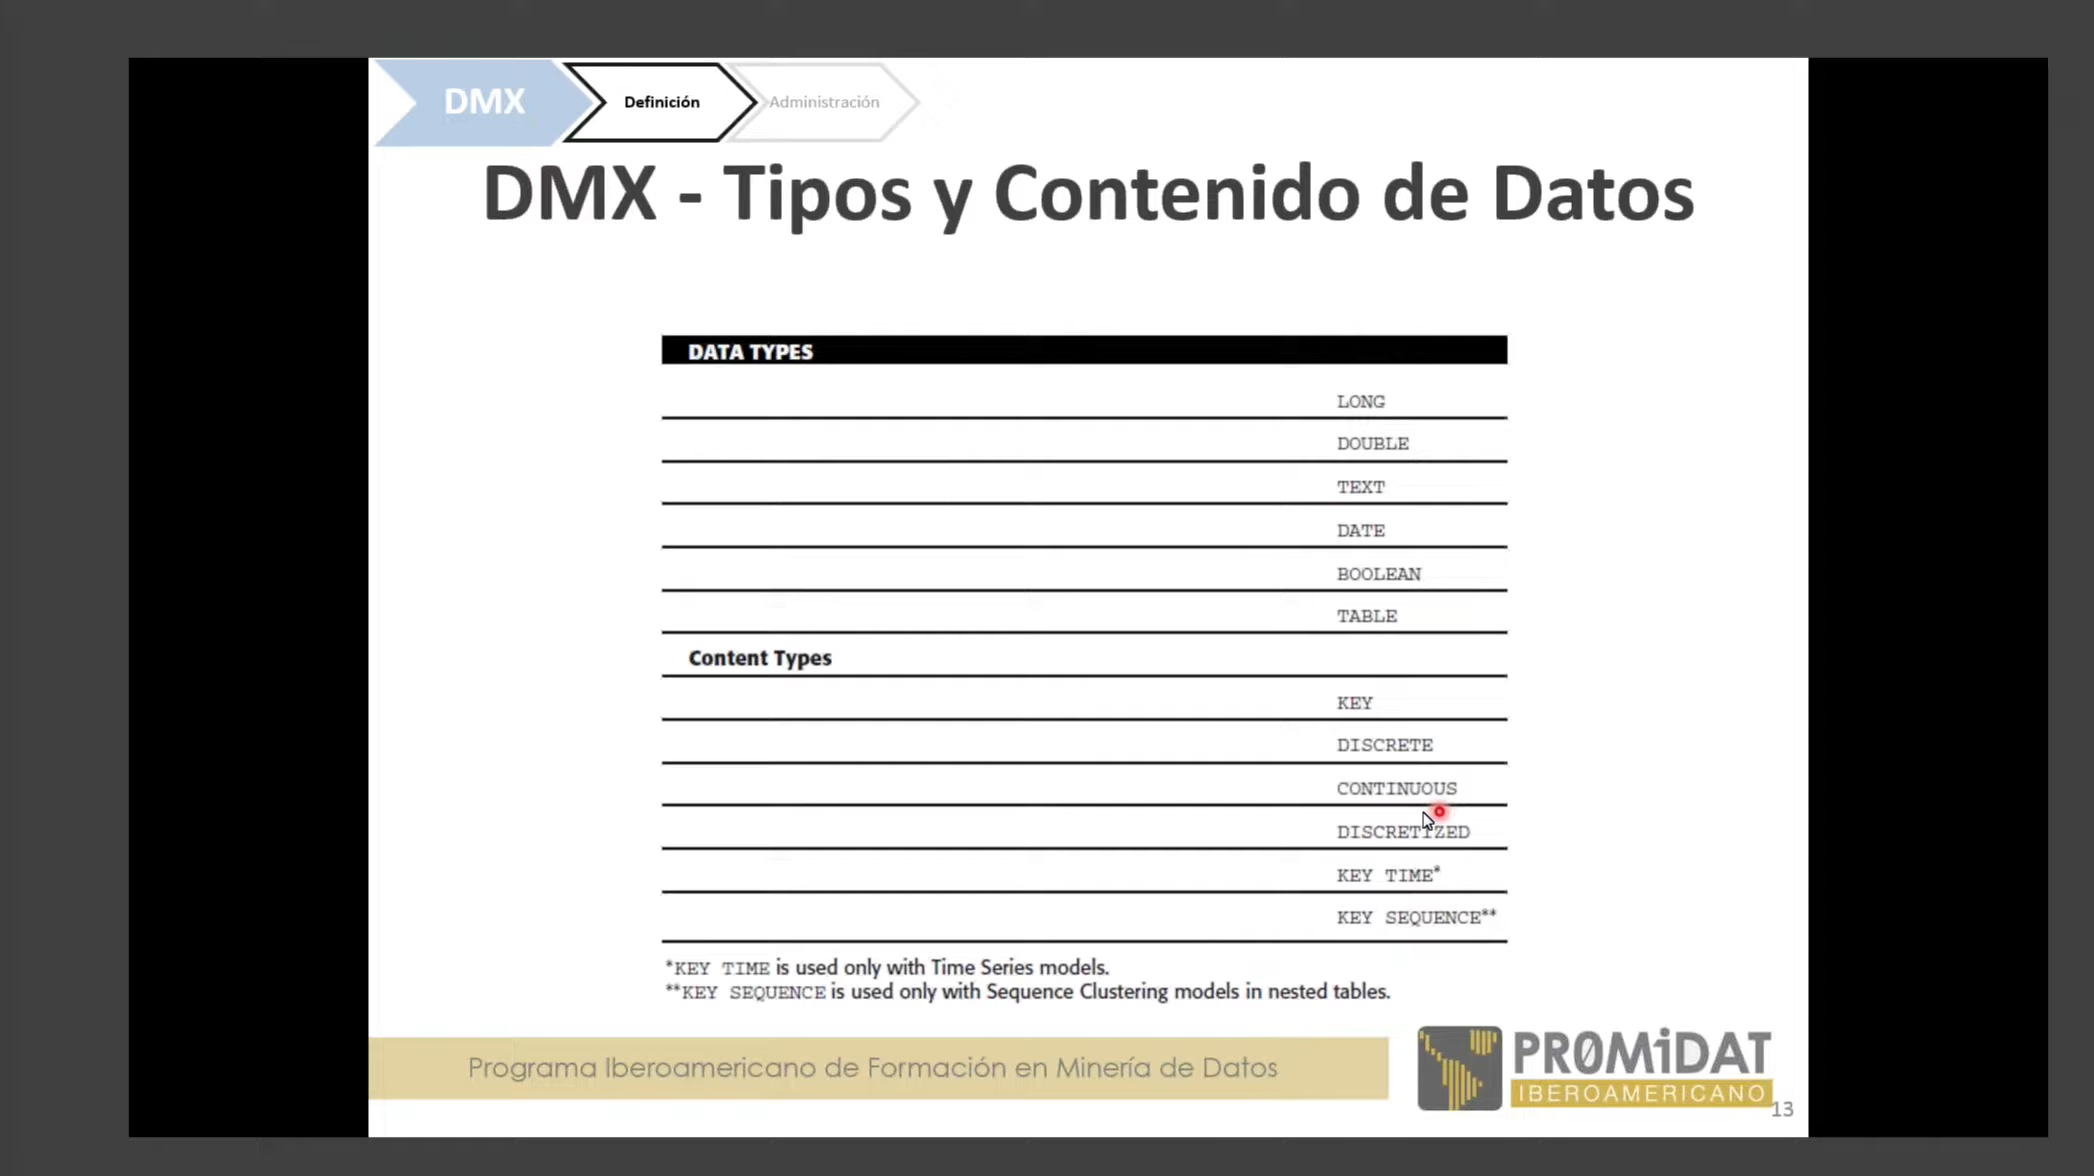 DMX
Definición
Administración
DMX - Tipos y Contenido de Datos
DATA TYPES
LONG
DOUBLE
TEXT
DATE
BOOLEAN
TABLE
Content Types
KEY
DISCRETE
CONTINUOUS
DISCRETIZED
KEY TIME*
KEY SEQUENCE**
*KEY TIME is used only with Time Series models.
**KEY SEQUENCE is used only with Sequence Clustering models in nested tables.
Programa Iberoamericano de Formación en Minería de Datos
PR0MiDAT
IBEROAMERICANO
13